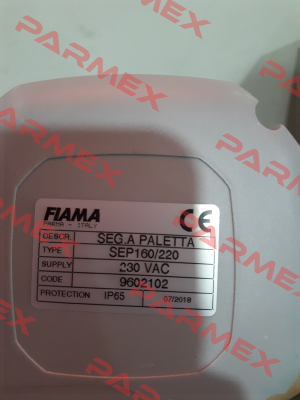 PARMEX
FIAMA
PARMA - ITALY
CE
DESCR. SEG.A PALETTA
TYPE SEP160/220
SUPPLY 230 VAC
CODE 9602102
PROTECTION IP65 07/2018